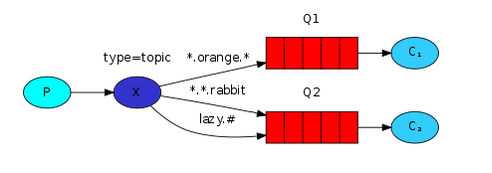 Q1
type=topic
*.orange.*
C₁
P
X
*.*.rabbit
Q2
lazy.#
C₂